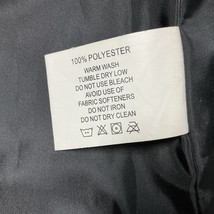 100% POLYESTER
WARM WASH
TUMBLE DRY LOW
DO NOT USE BLEACH
AVOID USE OF
FABRIC SOFTENERS
DO NOT IRON
DO NOT DRY CLEAN